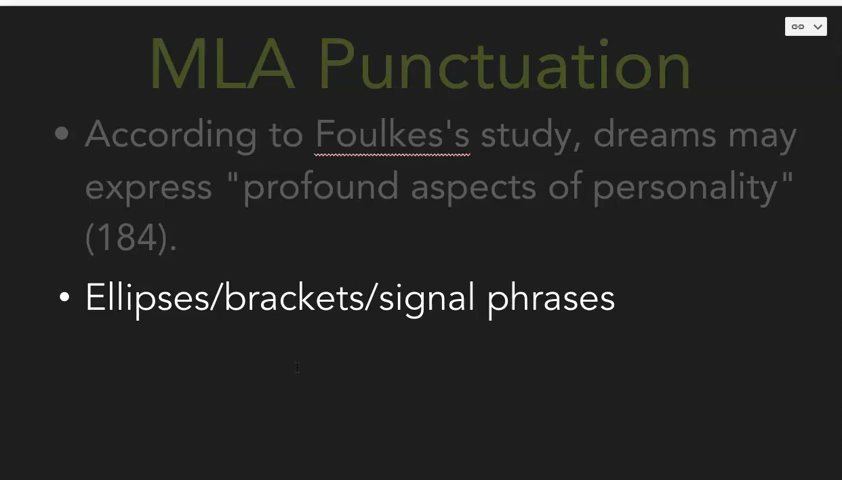 MLA Punctuation
• According to Foulkes's study, dreams may
express "profound aspects of personality"
(184).
• Ellipses/brackets/signal phrases